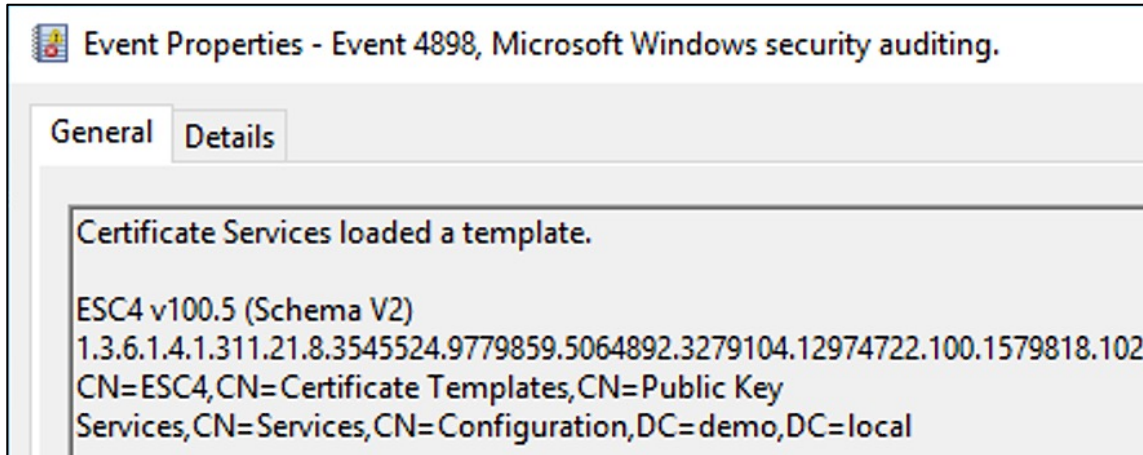 Event Properties - Event 4898, Microsoft Windows security auditing.
General
Details
Certificate Services loaded a template.
ESC4 v100.5 (Schema V2)
1.3.6.1.4.1.311.21.8.3545524.9779859.5064892.3279104.12974722.100.1579818.102
CN=ESC4,CN=Certificate Templates,CN=Public Key
Services,CN=Services,CN=Configuration,DC=demo,DC=local